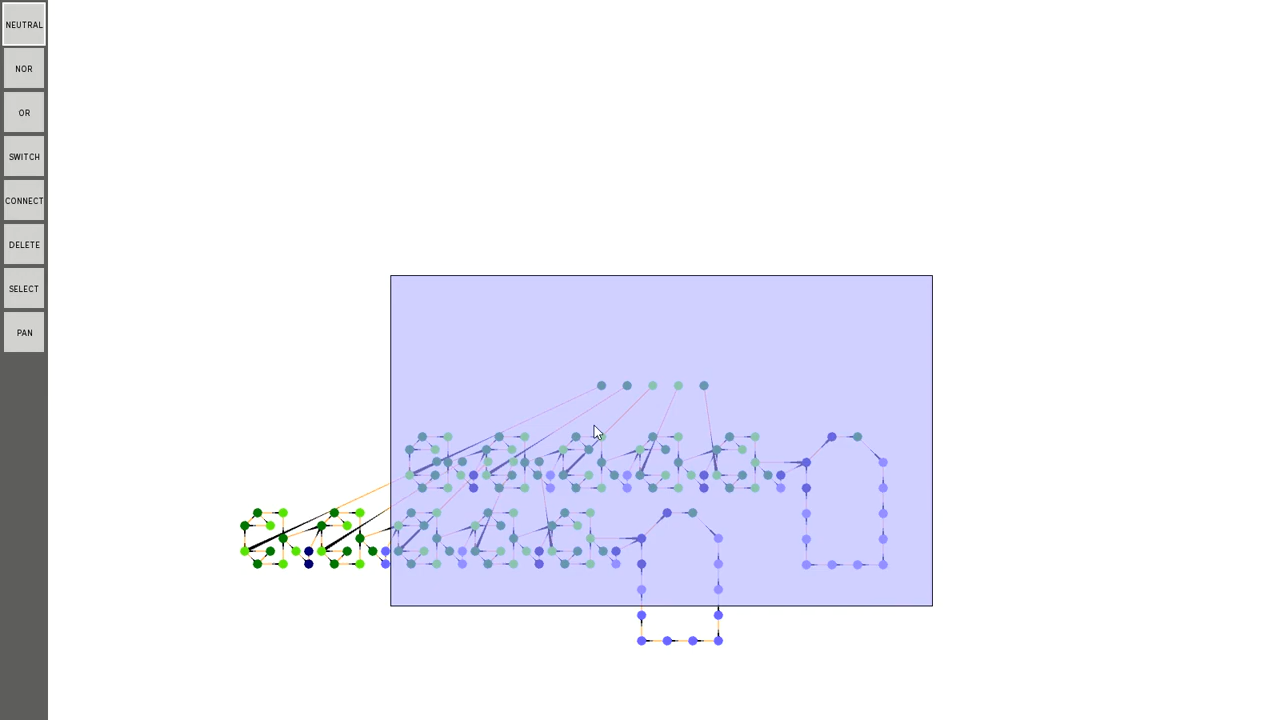 NEUTRAL
NOR
OR
SWITCH
CONNECT
DELETE
SELECT
PAN